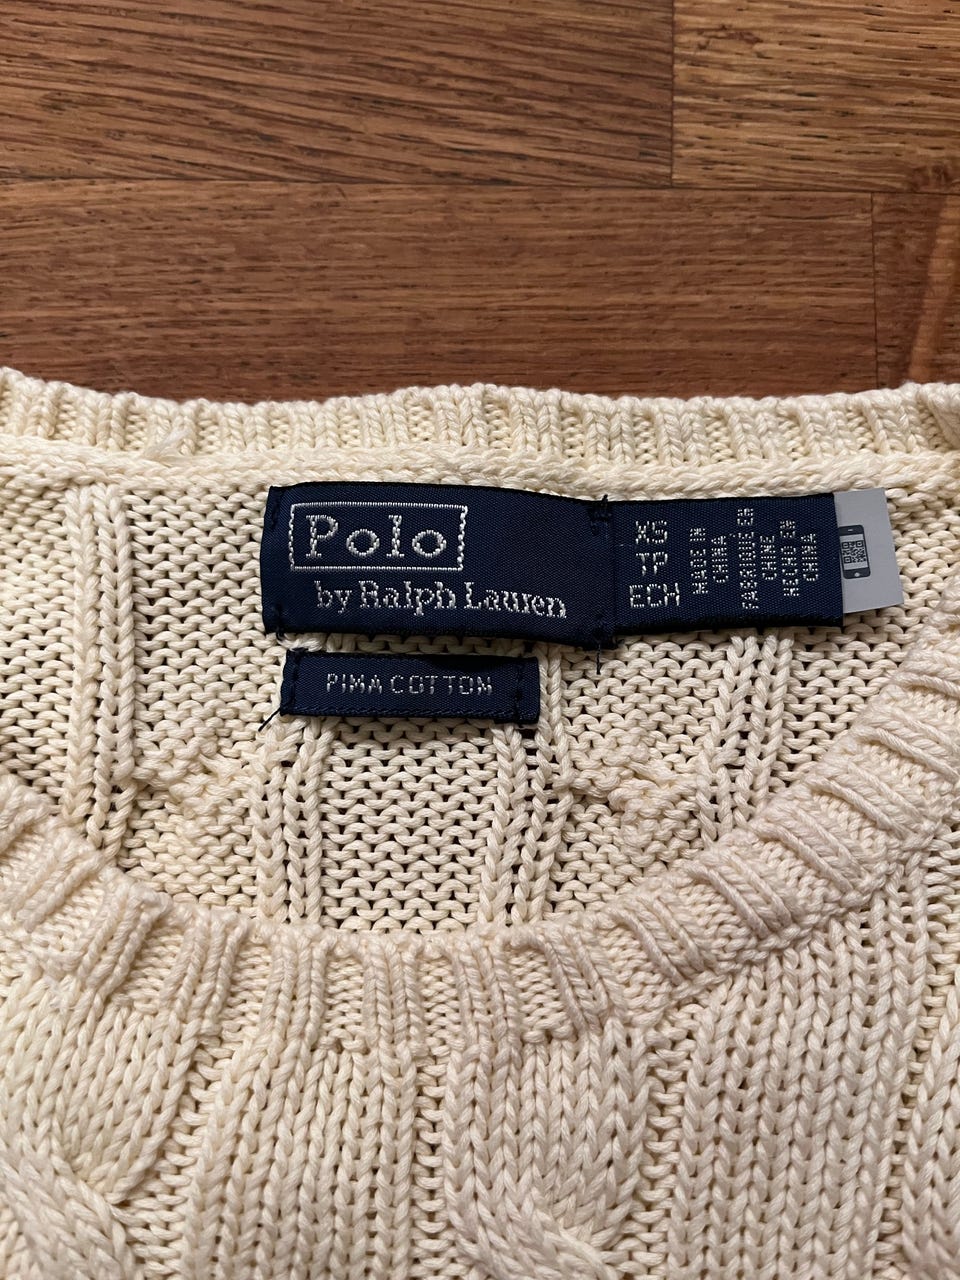 Polo
by Ralph Lauren
XS
TP
ECH
MADE IN
CHINA
FABRIQUÉ EN
CHINE
HECHO EN
CHINA
PIMA COTTON